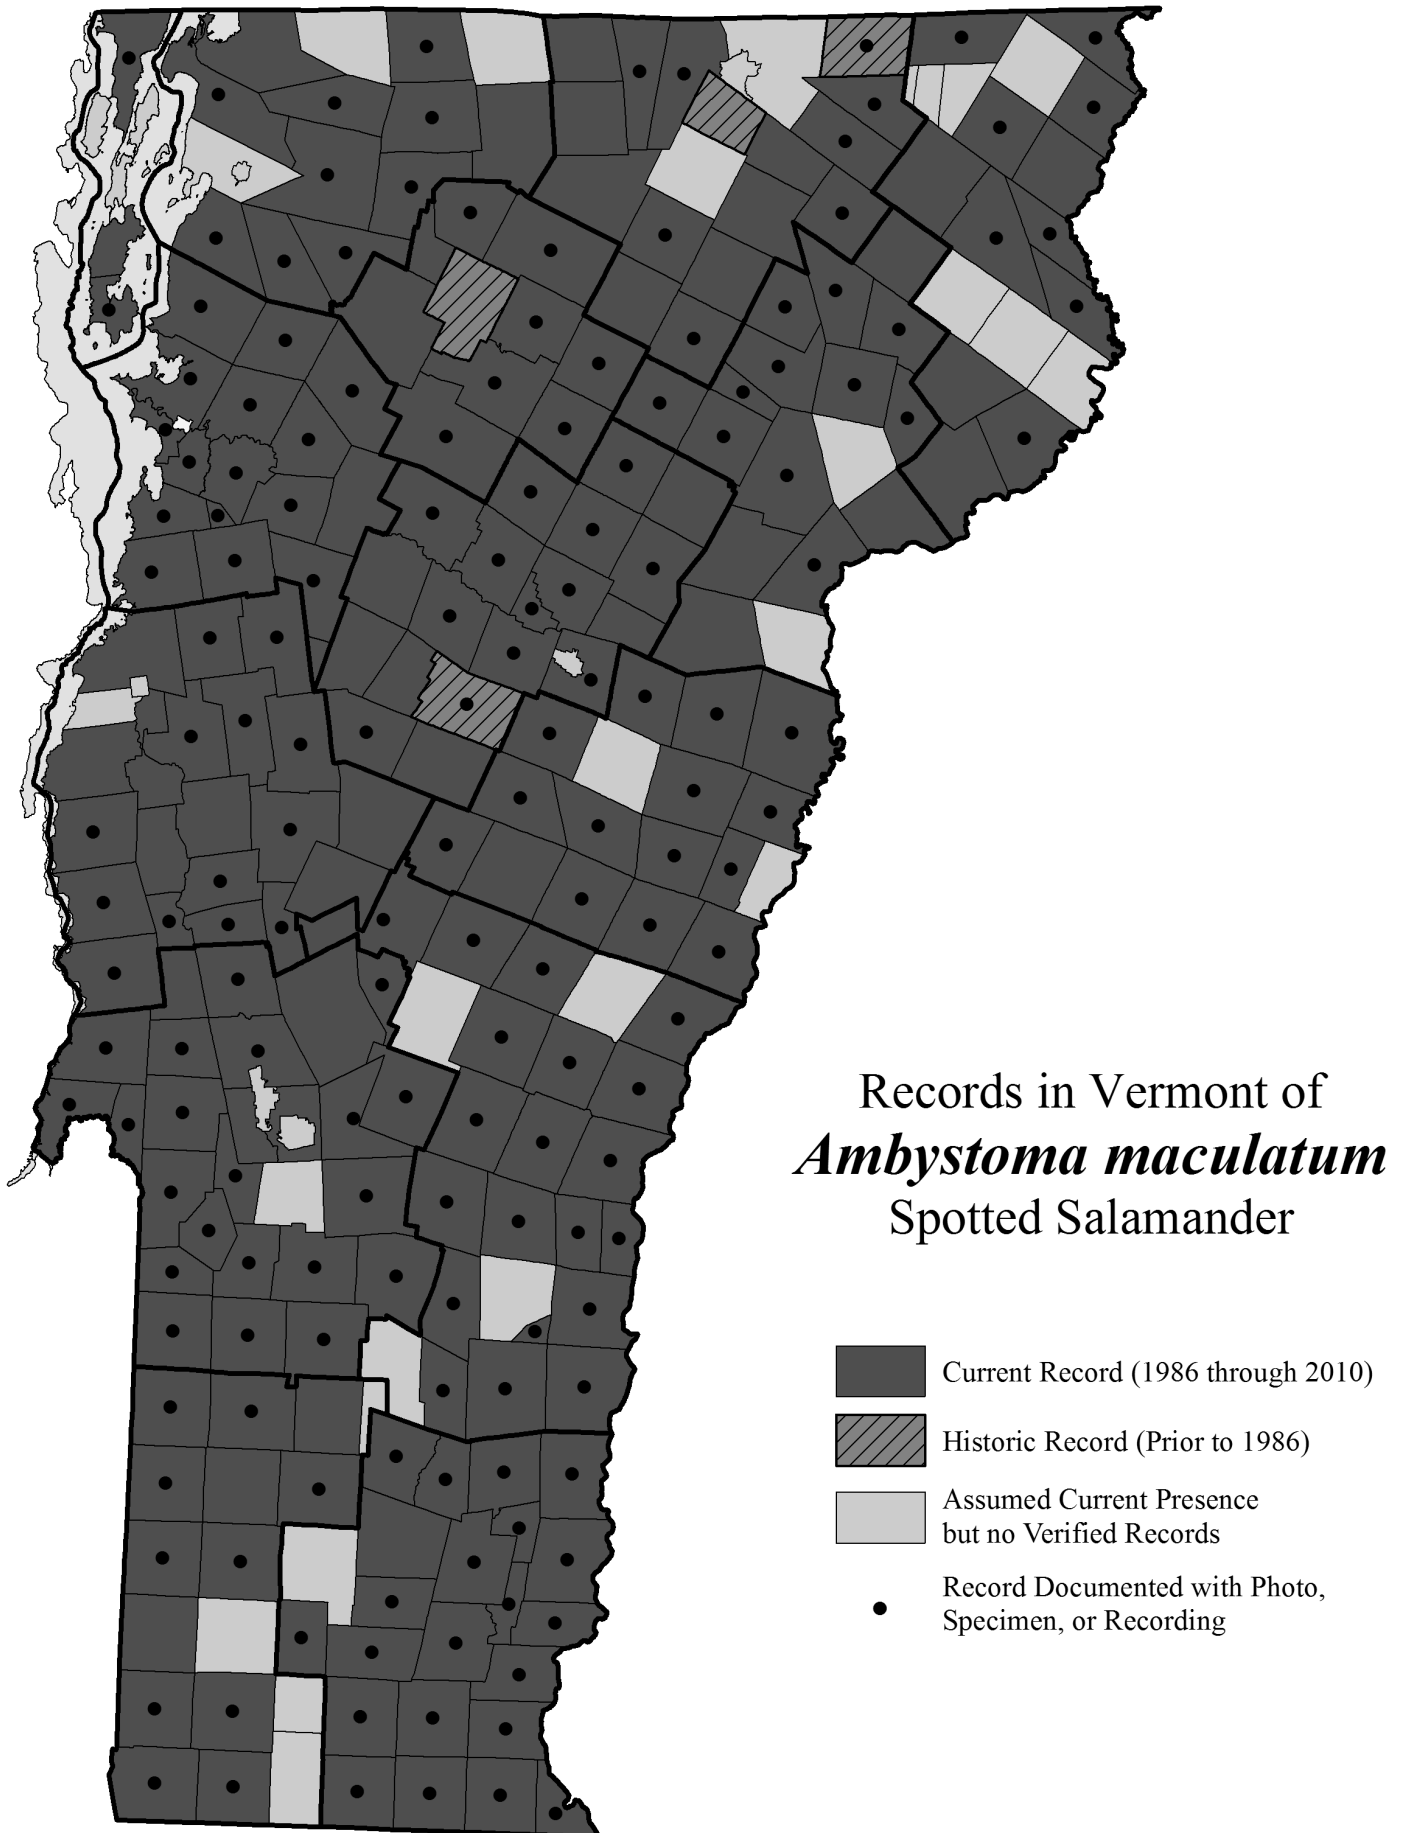 Records in Vermont of
Ambystoma maculatum
Spotted Salamander
Current Record (1986 through 2010)
Historic Record (Prior to 1986)
Assumed Current Presence
but no Verified Records
Record Documented with Photo,
Specimen, or Recording